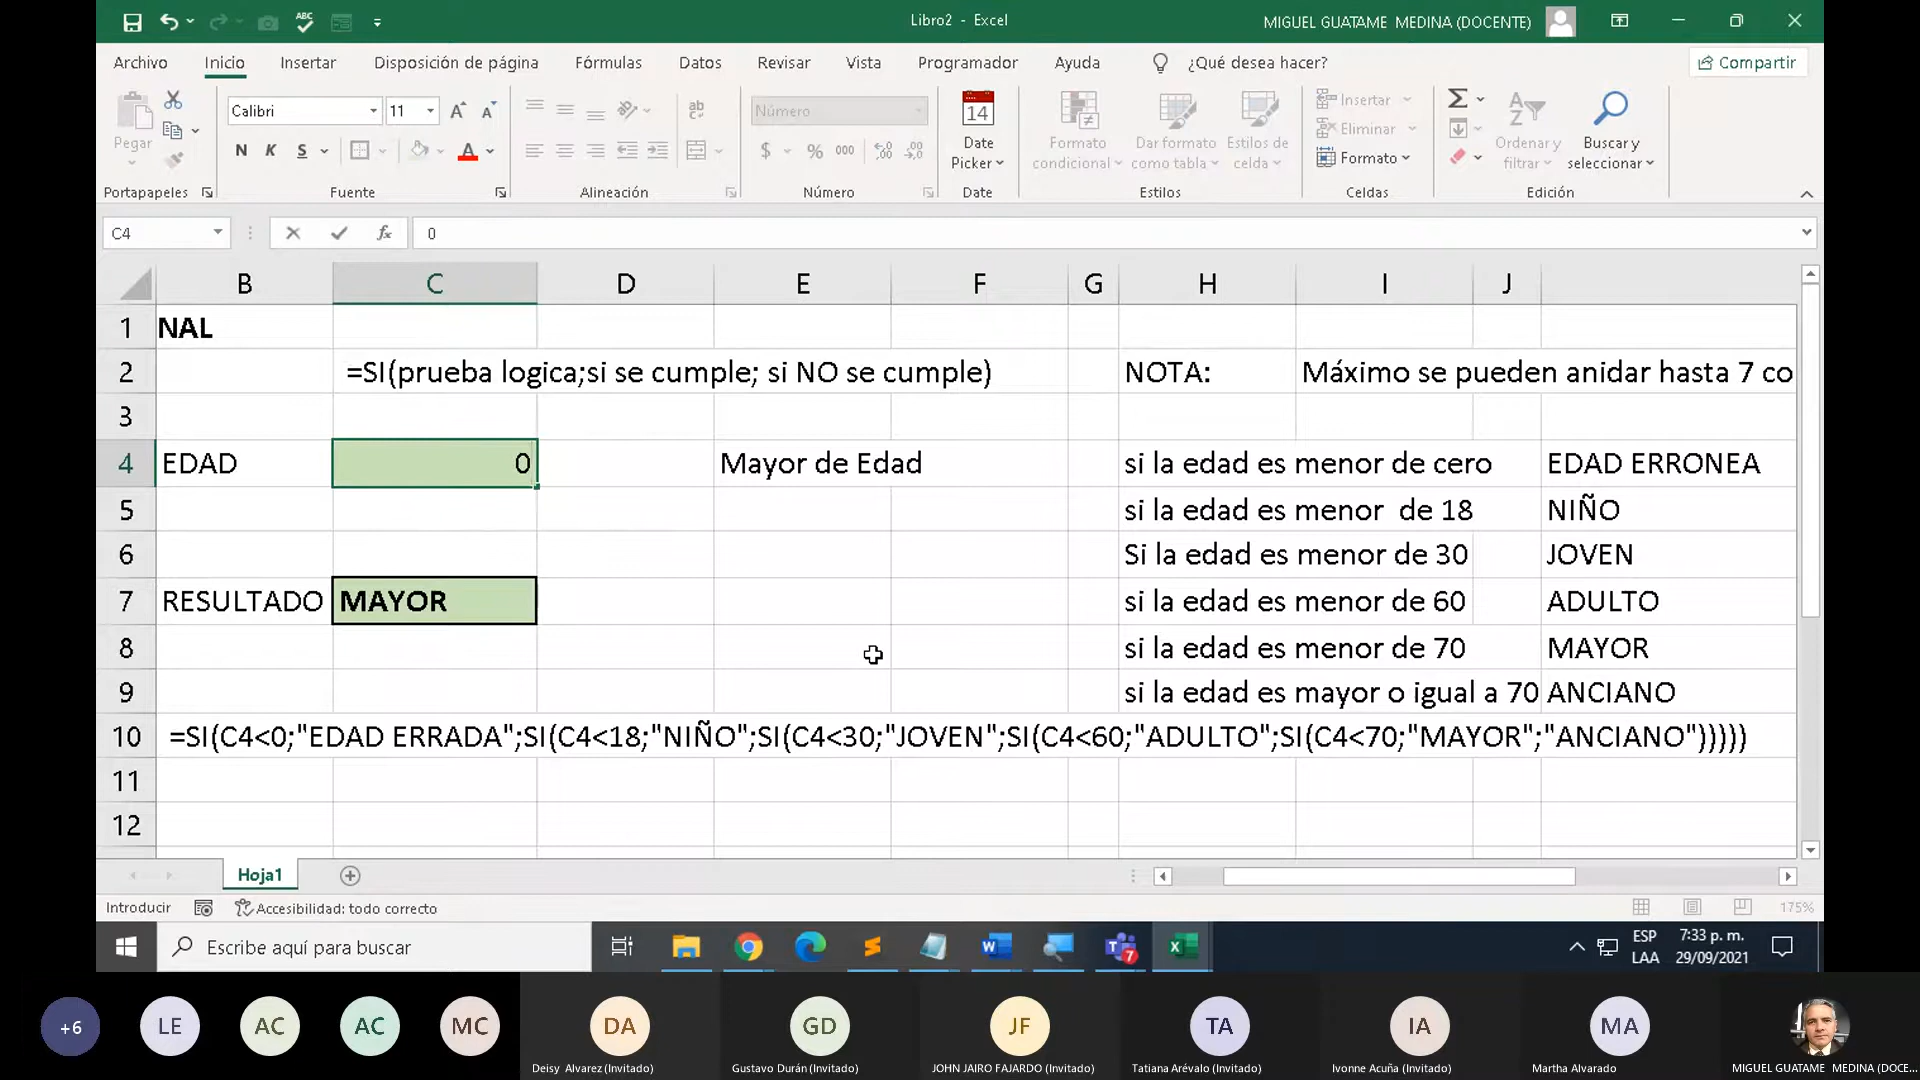 ABC
Libro2 - Excel
MIGUEL GUATAME MEDINA (DOCENTE)
Archivo Inicio Insertar Disposición de página Fórmulas Datos Revisar Vista Programador Ayuda ¿Qué desea hacer? Compartir
Pegar
Portapapeles
Calibri 11 A A
N K S A
Fuente
ab
Alineación
Número
$ % 000
Número
14
Date
Picker
Date
Formato
condicional
Dar formato
como tabla
Estilos de
celda
Estilos
Insertar
Eliminar
Formato
Celdas
Σ
Ordenar y
filtrar
Buscar y
seleccionar
Edición
C4 fx 0
B C D E F G H I J
1 NAL
2 =SI(prueba logica;si se cumple; si NO se cumple) NOTA: Máximo se pueden anidar hasta 7 co
3
4 EDAD 0 Mayor de Edad si la edad es menor de cero EDAD ERRONEA
5 si la edad es menor de 18 NIÑO
6 Si la edad es menor de 30 JOVEN
7 RESULTADO MAYOR si la edad es menor de 60 ADULTO
8 si la edad es menor de 70 MAYOR
9 si la edad es mayor o igual a 70 ANCIANO
10 =SI(C4<0;"EDAD ERRADA";SI(C4<18;"NIÑO";SI(C4<30;"JOVEN";SI(C4<60;"ADULTO";SI(C4<70;"MAYOR";"ANCIANO")))))
11
12
Hoja1
Introducir Accesibilidad: todo correcto 175%
Escribe aquí para buscar
7
ESP
LAA
7:33 p. m.
29/09/2021
+6 LE AC AC MC DA GD JF TA IA MA
Deisy Alvarez (Invitado) Gustavo Durán (Invitado) JOHN JAIRO FAJARDO (Invitado) Tatiana Arévalo (Invitado) Ivonne Acuña (Invitado) Martha Alvarado MIGUEL GUATAME MEDINA (DOCE...